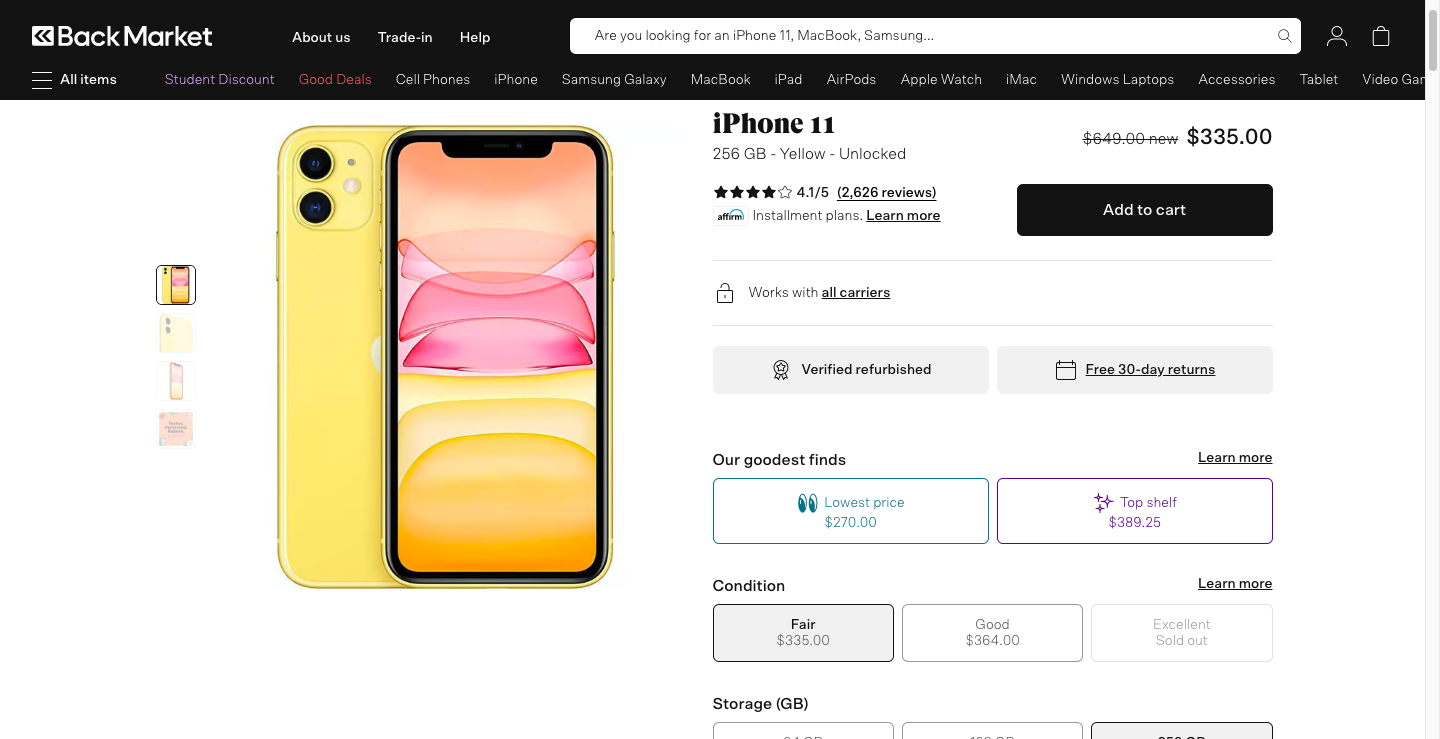 Back Market
About us Trade-in Help
Are you looking for an iPhone 11, MacBook, Samsung...
All items
Student Discount Good Deals Cell Phones iPhone Samsung Galaxy MacBook iPad AirPods Apple Watch iMac Windows Laptops Accessories Tablet Video Gar
iPhone 11
256 GB - Yellow - Unlocked
$649.00 new $335.00
4.1/5 (2,626 reviews)
affirm Installment plans. Learn more
Add to cart
Works with all carriers
Verified refurbished
Free 30-day returns
Our goodest finds
Learn more
Lowest price
$270.00
Top shelf
$389.25
Condition
Learn more
Fair
$335.00
Good
$364.00
Excellent
Sold out
Storage (GB)